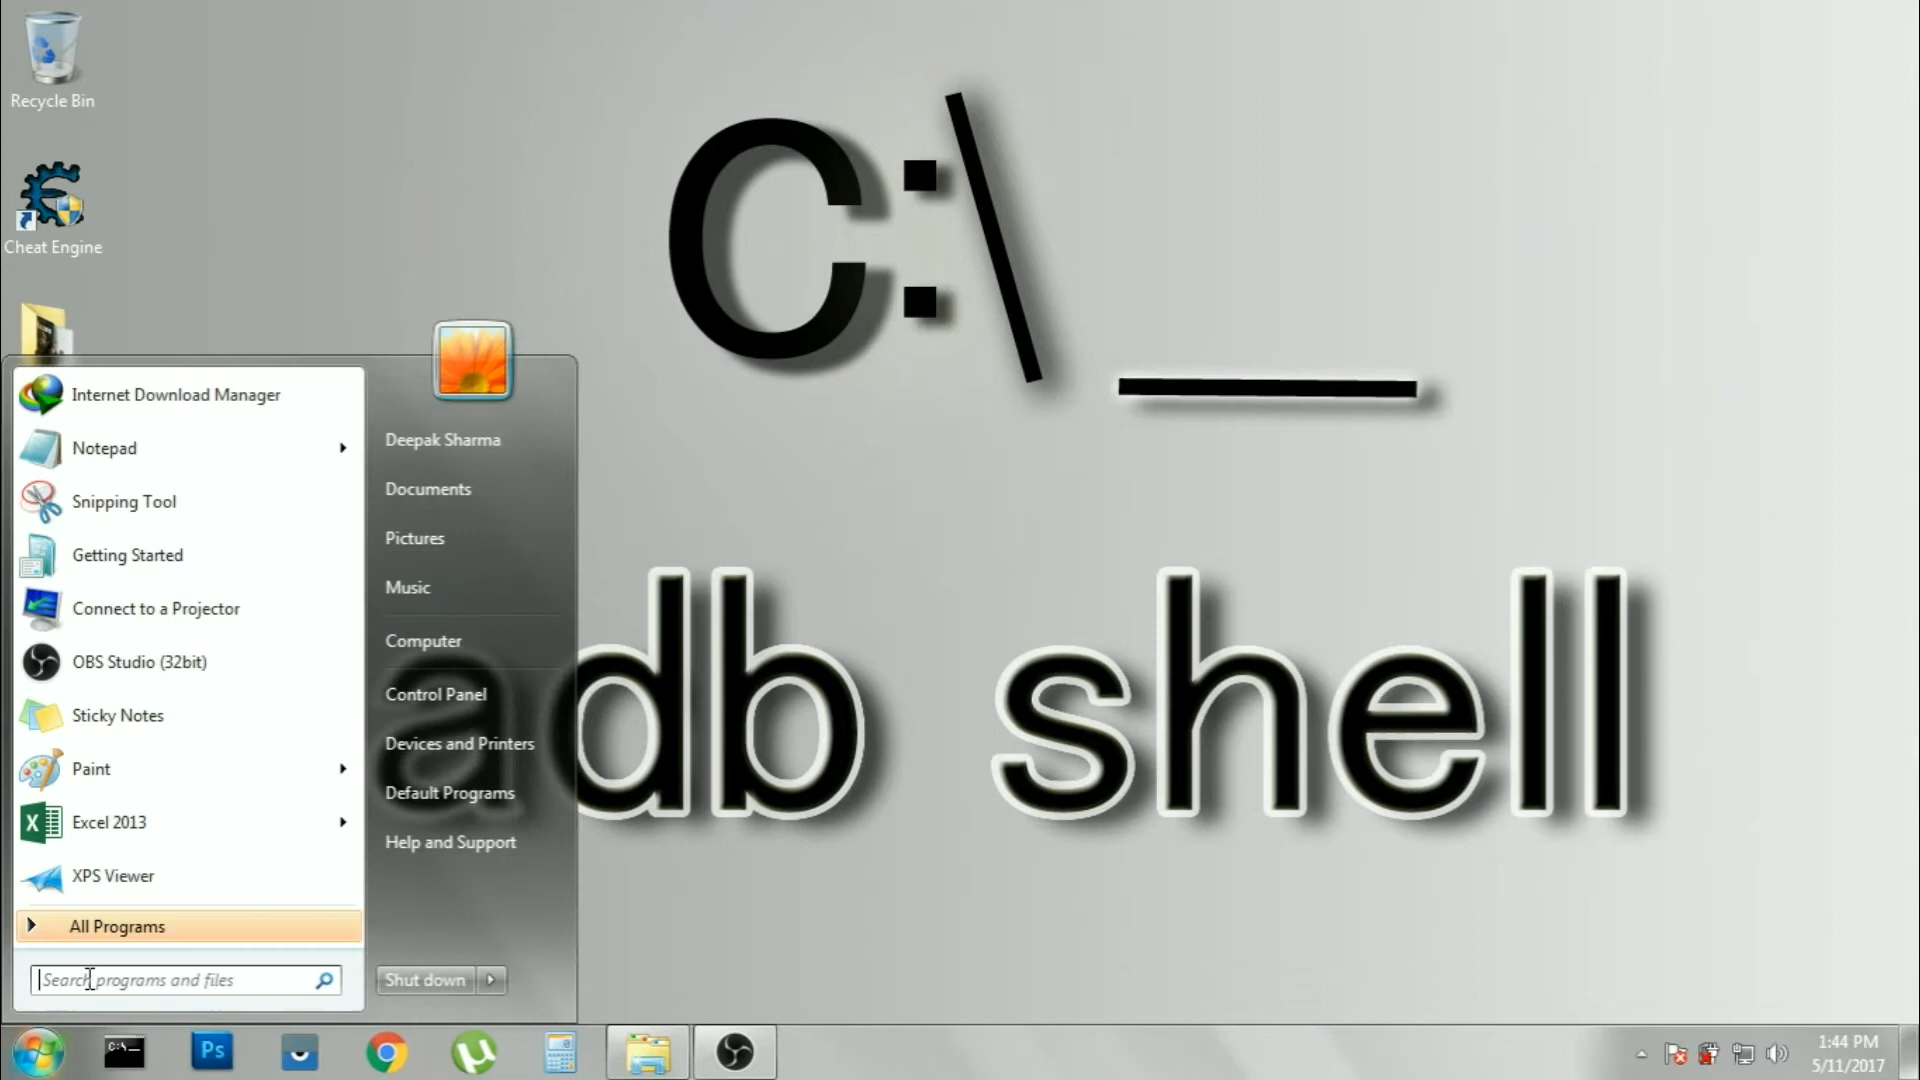 Recycle Bin
C:\_
Cheat Engine
Internet Download Manager
Notepad
Snipping Tool
Getting Started
Connect to a Projector
OBS Studio (32bit)
Sticky Notes
Paint
Excel 2013
XPS Viewer
All Programs
Search programs and files
Deepak Sharma
Documents
Pictures
Music
Computer
Control Panel
Devices and Printers
Default Programs
Help and Support
Shut down
adb shell
C:\_
Ps
1:44 PM
5/11/2017